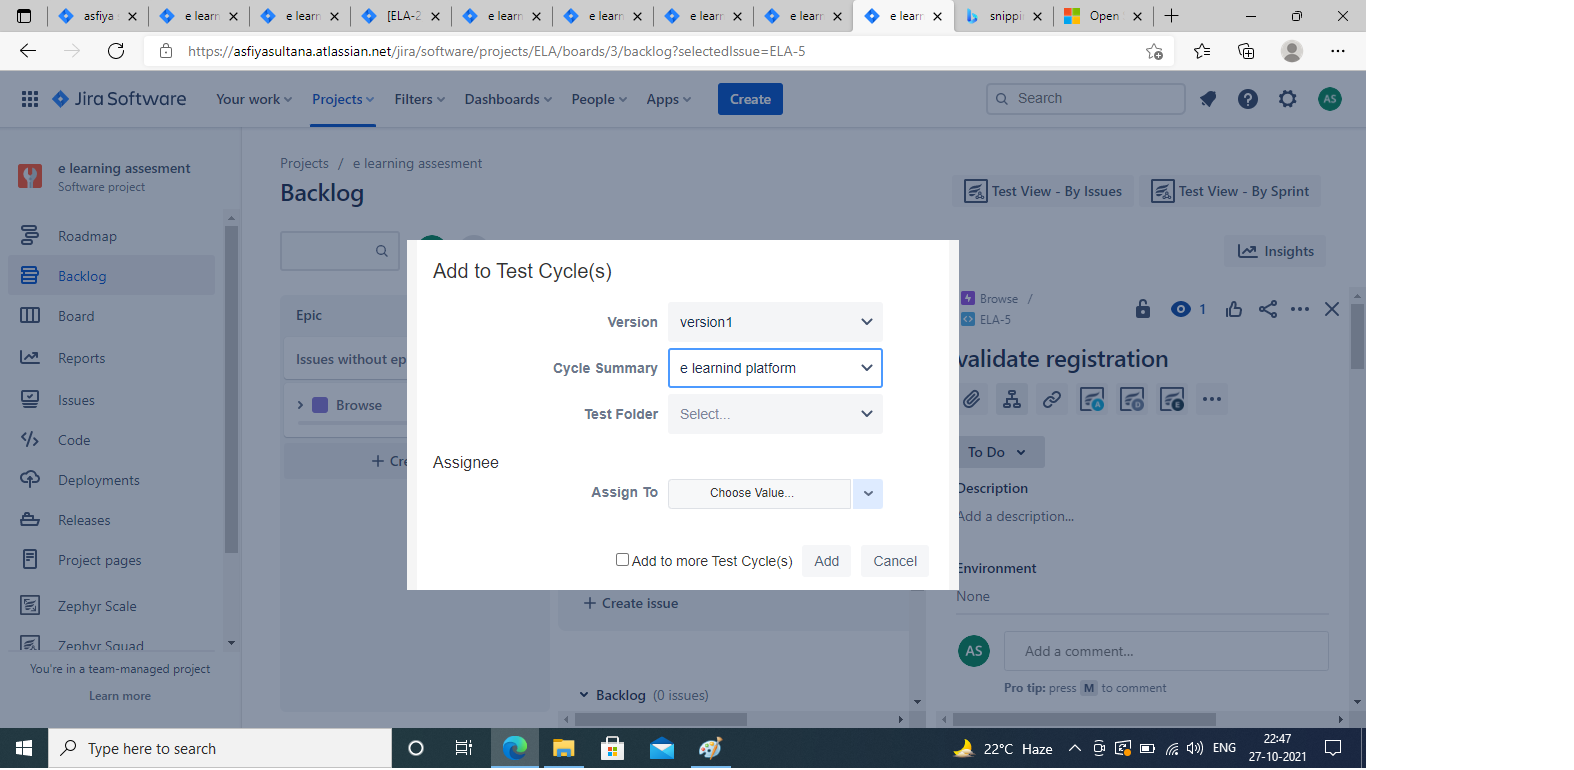 asfiya
e learn
e learn
[ELA-2
e learn
e learn
e learn
e learn
e learn
snippi
Open
https://asfiyasultana.atlassian.net/jira/software/projects/ELA/boards/3/backlog?selectedIssue=ELA-5
Jira Software
Your work
Projects
Filters
Dashboards
People
Apps
Create
Search
AS
e learning assesment
Software project
Projects / e learning assesment
Backlog
Test View - By Issues
Test View - By Sprint
Roadmap
Backlog
Board
Reports
Issues
Code
Deployments
Releases
Project pages
Zephyr Scale
Zephyr Squad
You're in a team-managed project
Learn more
Insights
Epic
Issues without ep
Browse
+ Cre
Add to Test Cycle(s)
Version version1
Cycle Summary e learnind platform
Test Folder Select...
Assignee
Assign To Choose Value...
Add to more Test Cycle(s) Add Cancel
+ Create issue
Backlog (0 issues)
Browse /
ELA-5
1
validate registration
A
D
E
To Do
Description
Add a description...
Environment
None
AS
Add a comment...
Pro tip: press M to comment
Type here to search
22°C Haze
ENG
22:47
27-10-2021